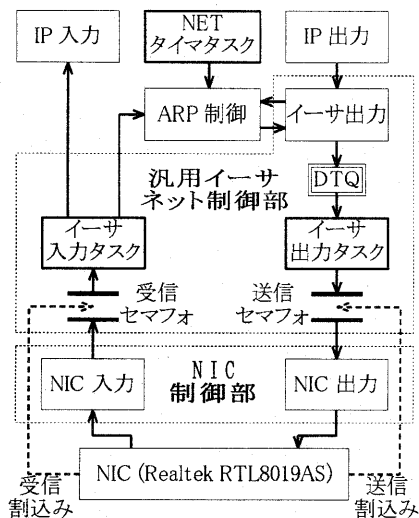 IP 入力
NET
タイマタスク
IP 出力
ARP 制御
イーサ出力
汎用イーサ
ネット制御部
DTQ
イーサ
入力タスク
イーサ
出力タスク
受信
セマフォ
送信
セマフォ
NIC 入力
NIC
制御部
NIC 出力
受信
割込み
NIC (Realtek RTL8019AS)
送信
割込み